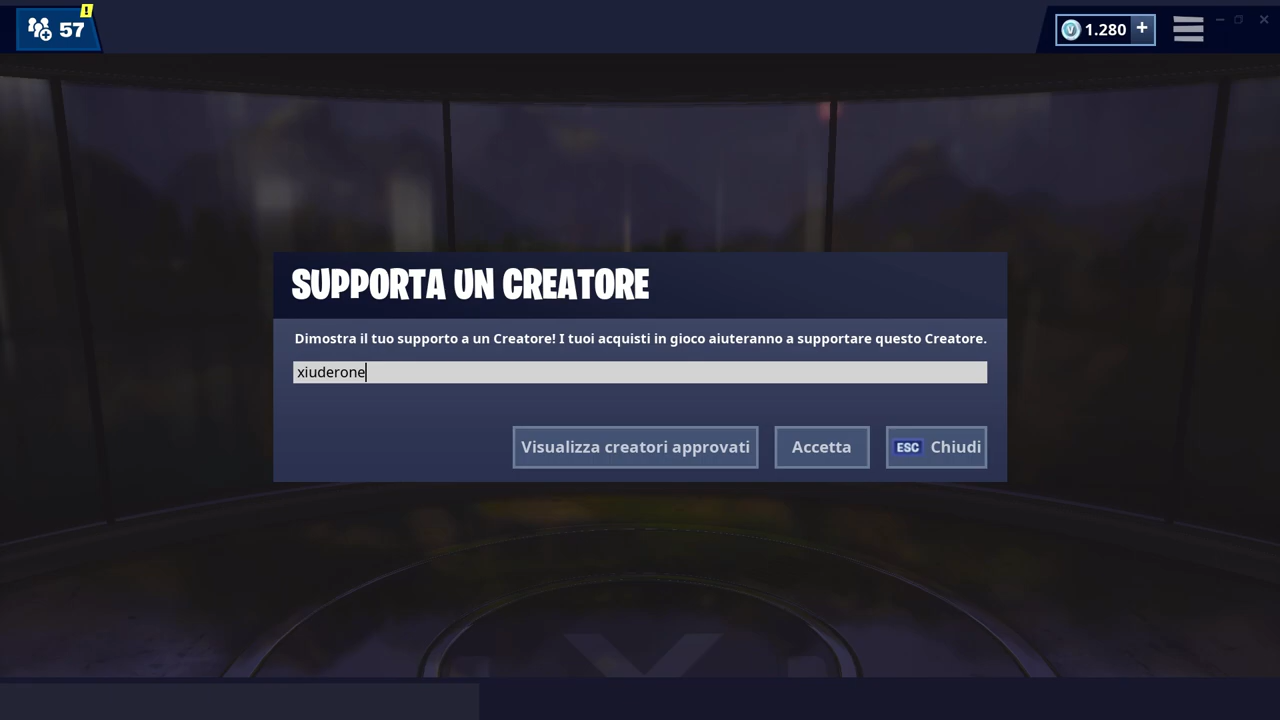 57
!
1.280 +
SUPPORTA UN CREATORE
Dimostra il tuo supporto a un Creatore! I tuoi acquisti in gioco aiuteranno a supportare questo Creatore.
xiuderone
Visualizza creatori approvati
Accetta
ESC Chiudi